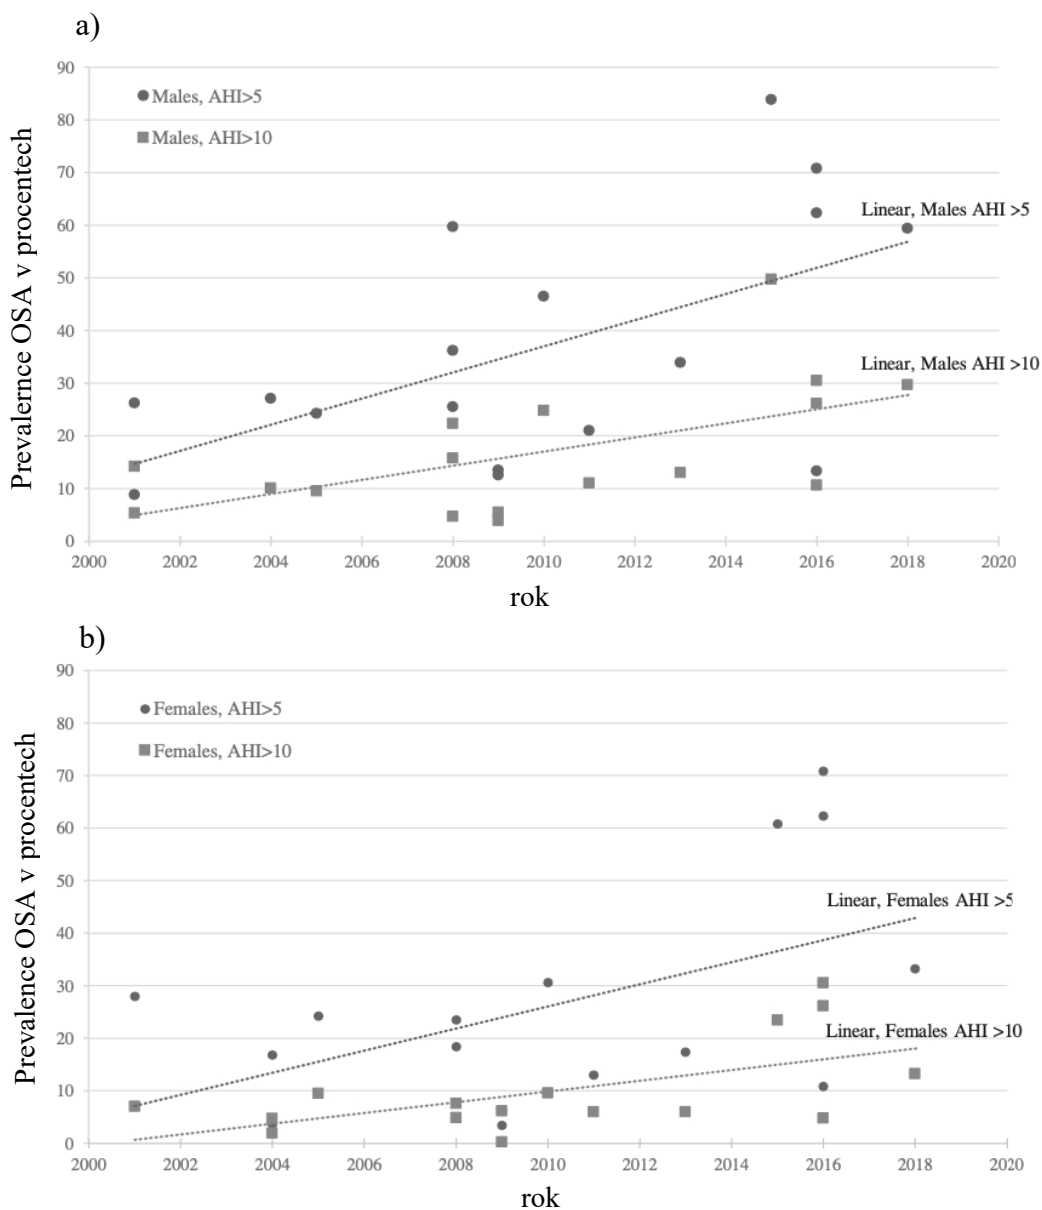 a)
90
Males, AHI>5
80
Males, AHI>10
70
Linear, Males AHI >5
60
50
40
Linear, Males AHI >10
30
20
10
0
2000 2002 2004 2006 2008 2010 2012 2014 2016 2018 2020
Prevalernce OSA v procentech
rok
b)
90
Females, AHI>5
80
Females, AHI>10
70
60
50
Linear, Females AHI >5
40
30
20
Linear, Females AHI >10
10
0
2000 2002 2004 2006 2008 2010 2012 2014 2016 2018 2020
Prevalence OSA v procentech
rok